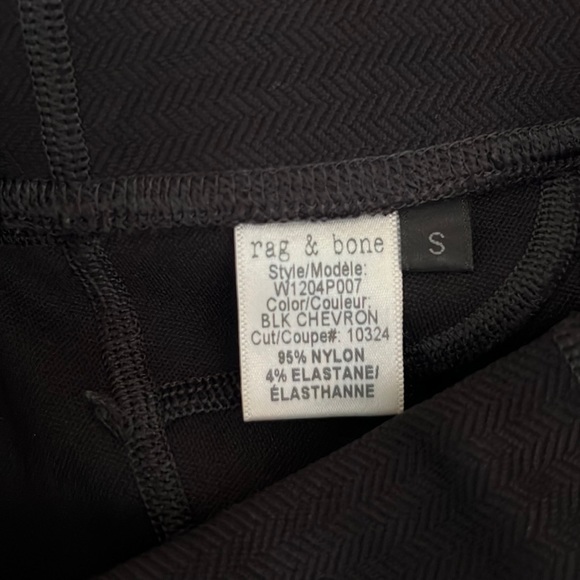 rag & bone
S
Style/Modèle:
W1204P007
Color/Couleur:
BLK CHEVRON
Cut/Coupe#: 10324
95% NYLON
4% ELASTANE/
ÉLASTHANNE